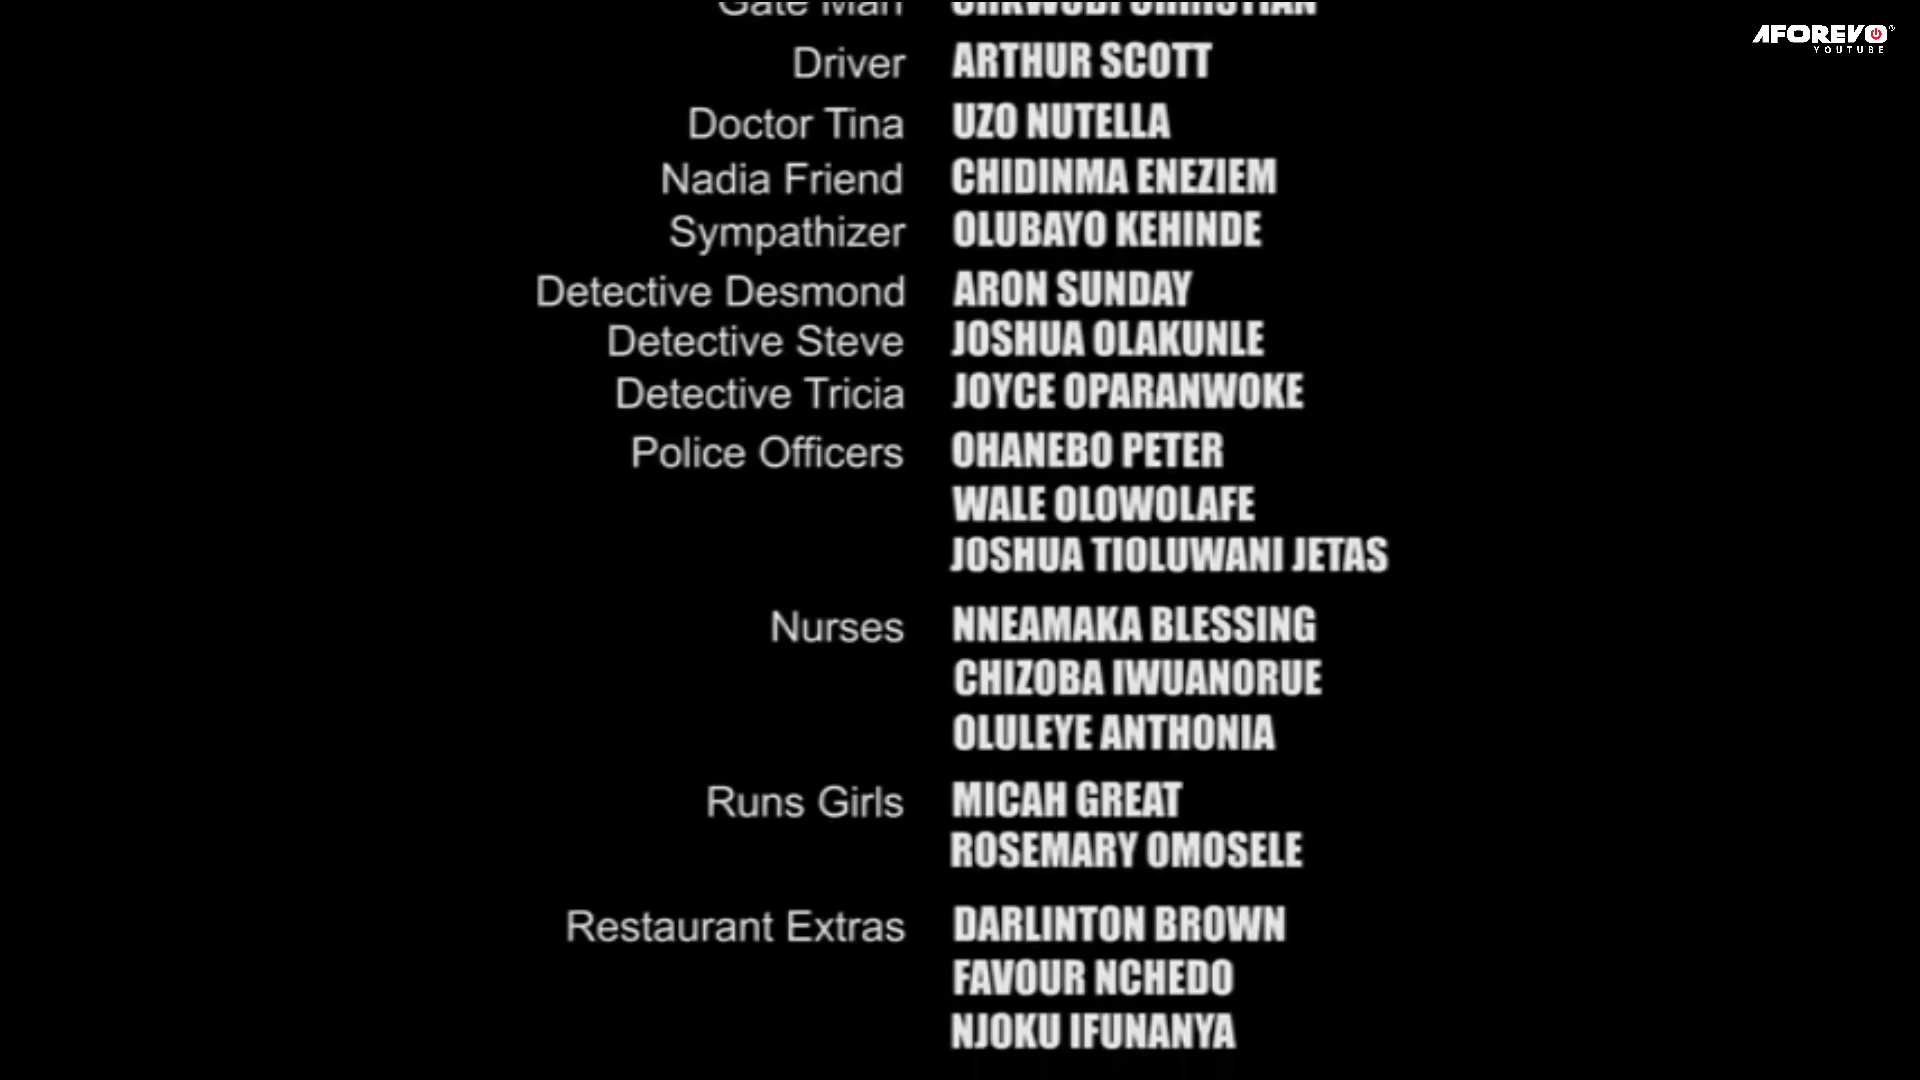 Gate Man
AFOREVO
YOUTUBE
Driver ARTHUR SCOTT
Doctor Tina UZO NUTELLA
Nadia Friend CHIDINMA ENEZIEM
Sympathizer OLUBAYO KEHINDE
Detective Desmond ARON SUNDAY
Detective Steve JOSHUA OLAKUNLE
Detective Tricia JOYCE OPARANWOKE
Police Officers OHANEBO PETER
WALE OLOWOLAFE
JOSHUA TIOLUWANI JETAS
Nurses NNEAMAKA BLESSING
CHIZOBA IWUANORUE
OLULEYE ANTHONIA
Runs Girls MICAH GREAT
ROSEMARY OMOSELE
Restaurant Extras DARLINTON BROWN
FAVOUR NCHEDO
NJOKU IFUNANYA